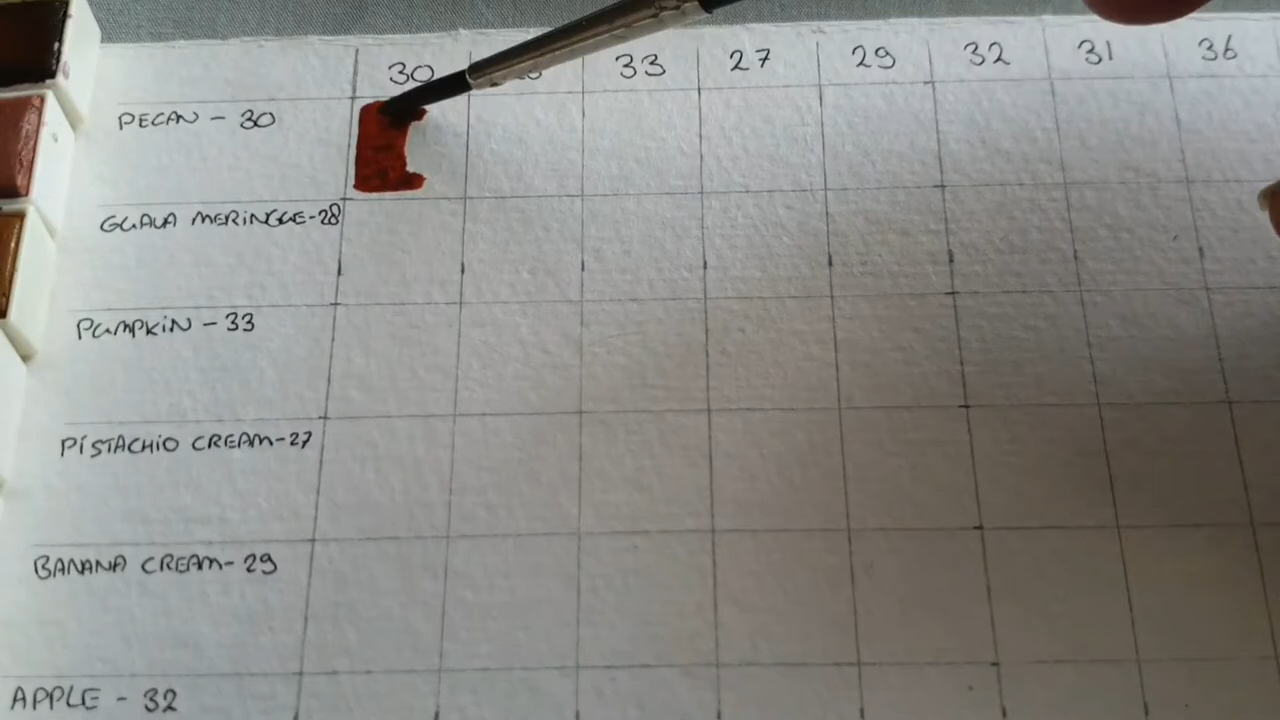 30 33 27 29 32 31 36
PECAN - 30
GUAVA MERINGUE-28
PUMPKIN - 33
PISTACHIO CREAM-27
BANANA CREAM- 29
APPLE - 32